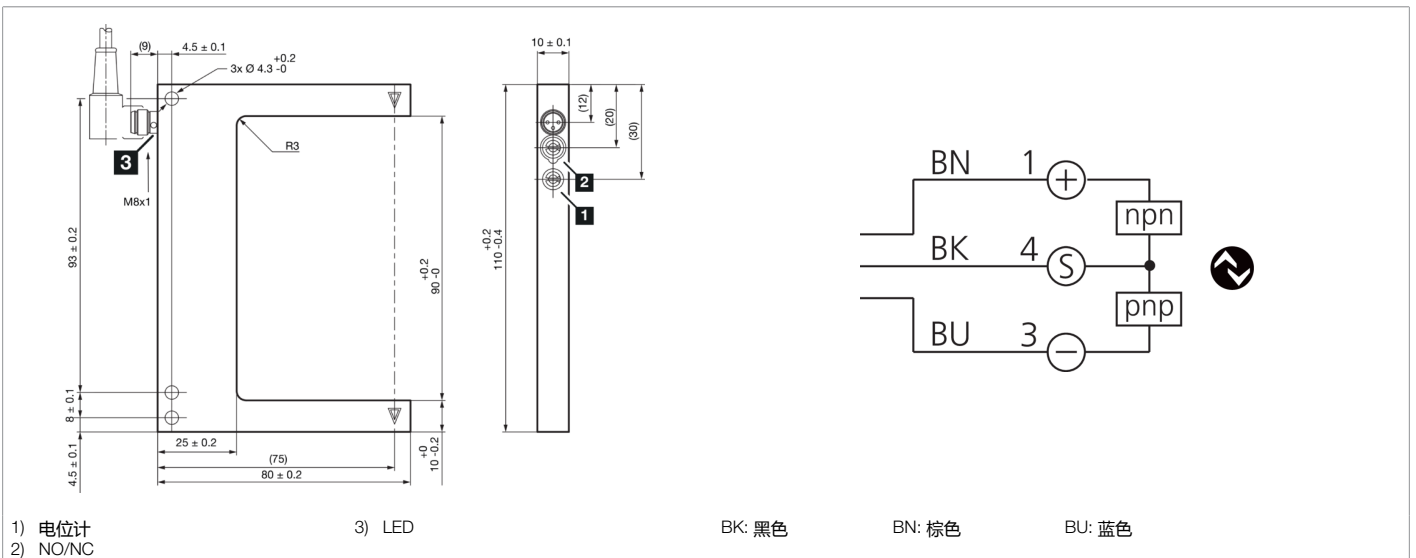 (9)
4.5 ± 0.1
+0.2
3x Ø 4.3 -0
3
M8x1
R3
93 ± 0.2
8 ± 0.1
4.5 ± 0.1
25 ± 0.2
(75)
80 ± 0.2
+0.2
90 -0
+0
10 -0.2
10 ± 0.1
(12)
(20)
(30)
2
1
+0.2
110 -0.4
BN 1 +
npn
BK 4 S
pnp
BU 3 −
1) 电位计
2) NO/NC
3) LED
BK: 黑色
BN: 棕色
BU: 蓝色